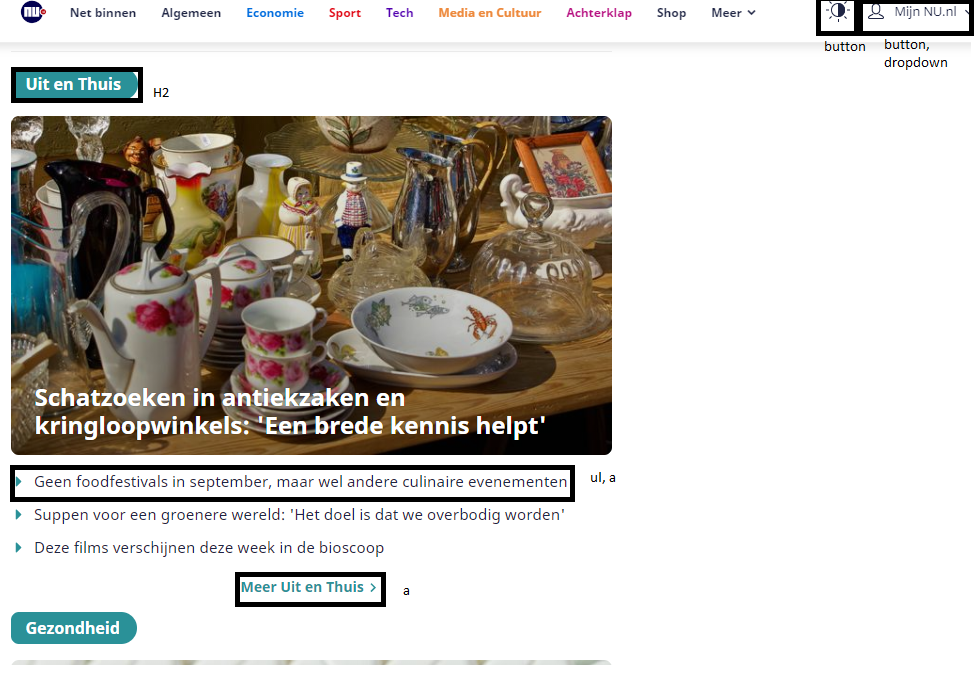 nu Net binnen Algemeen Economie Sport Tech Media en Cultuur Achterklap Shop Meer Mijn NU.nl
button
button,
dropdown
Uit en Thuis
H2
Schatzoeken in antiekzaken en
kringloopwinkels: 'Een brede kennis helpt'
Geen foodfestivals in september, maar wel andere culinaire evenementen
ul, a
Suppen voor een groenere wereld: 'Het doel is dat we overbodig worden'
Deze films verschijnen deze week in de bioscoop
Meer Uit en Thuis
a
Gezondheid